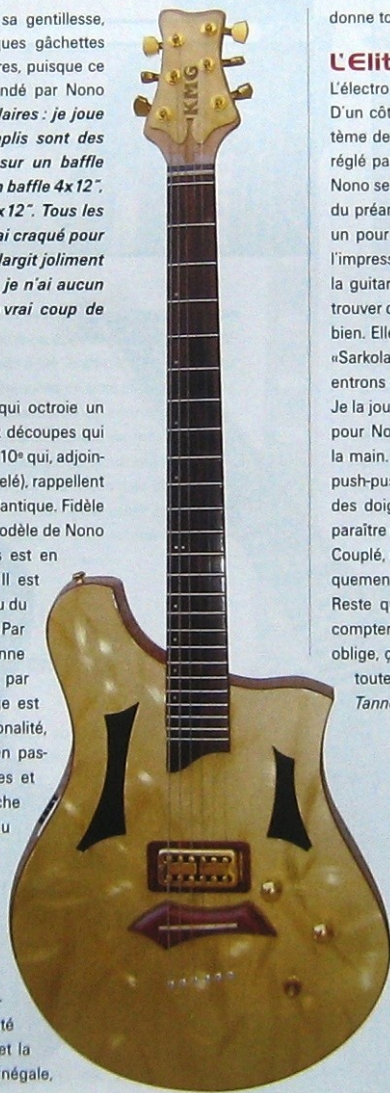 sa gentillesse,
ques gâchettes
res, puisque ce
ndé par Nono
laires : je joue
plis sont des
sur un baffle
n baffle 4x12",
x12". Tous les
ai craqué pour
largit joliment
je n'ai aucun
vrai coup de
qui octroie un
découpes qui
10e qui, adjoin-
elé), rappellent
antique. Fidèle
odèle de Nono
s est en
Il est
u du
Par
nne
par
e est
onalité,
n pas-
es et
che
u
té
et la
négale,
KMG
donne to
L'Elit
L'électro
D'un côt
tème de
réglé pa
Nono se
du préar
un pour
l'impress
la guitar
trouver c
bien. Elle
«Sarkola
entrons
Je la jou
pour No
la main.
push-pus
des doig
paraître
Couplé,
quemen
Reste q
compter
oblige, ç
toute
Tanne